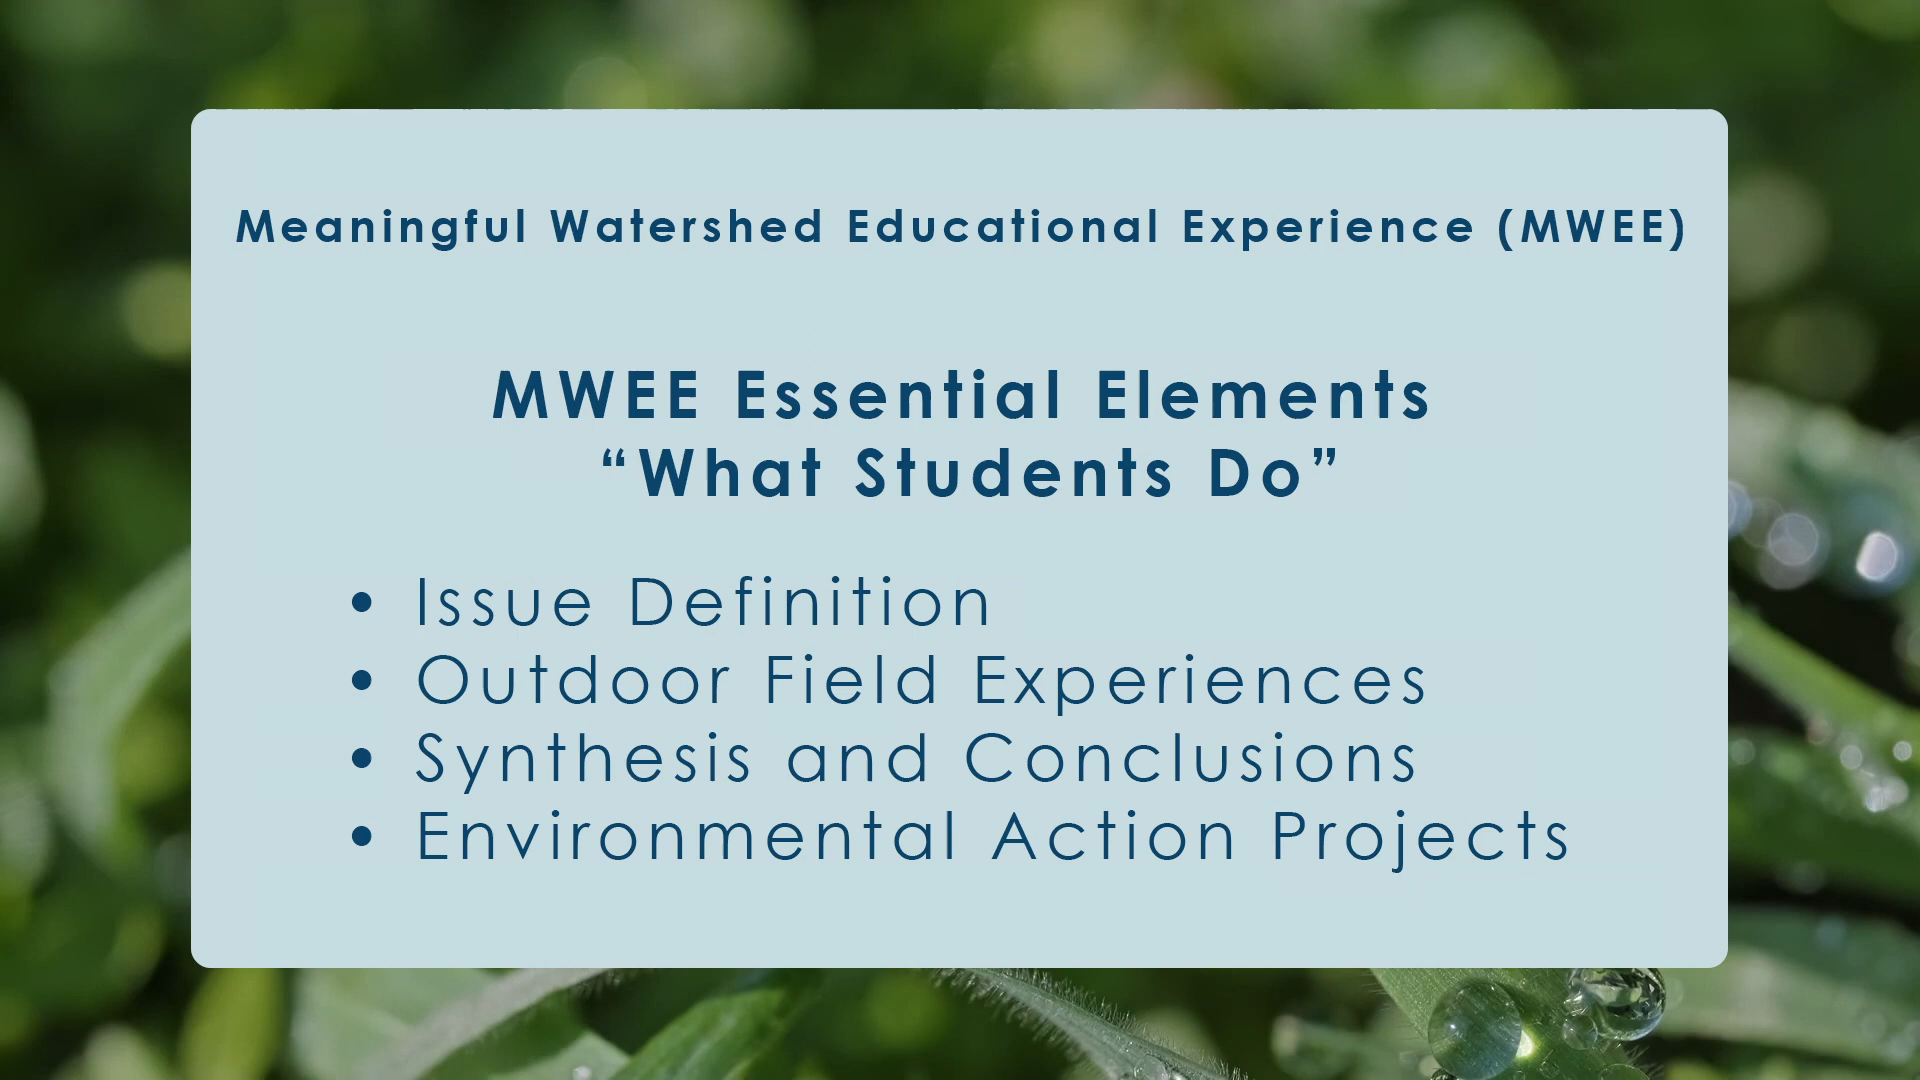 Meaningful Watershed Educational Experience (MWEE)
MWEE Essential Elements
“What Students Do”
• Issue Definition
• Outdoor Field Experiences
• Synthesis and Conclusions
• Environmental Action Projects